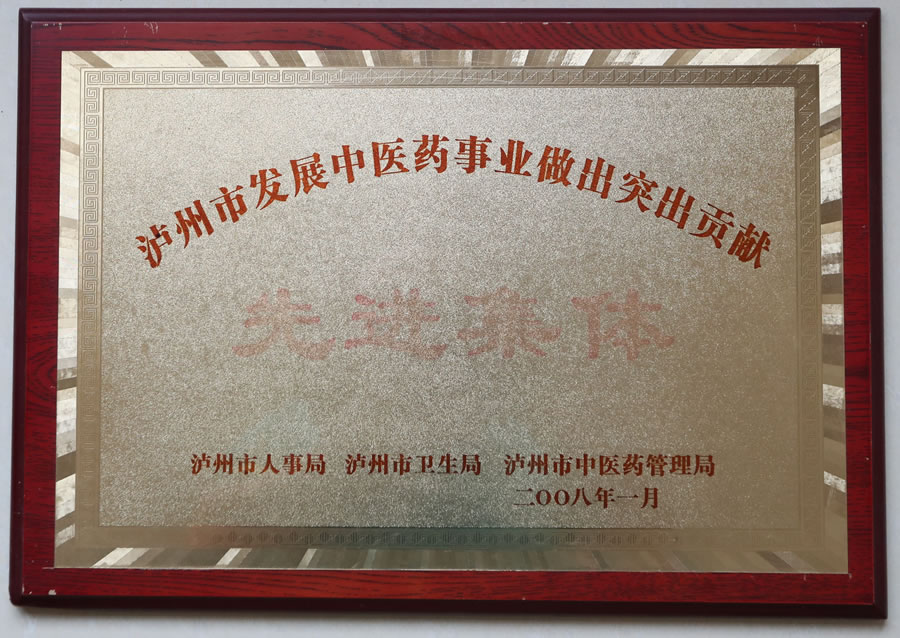 泸州市发展中医药事业做出突出贡献
先进集体
泸州市人事局 泸州市卫生局 泸州市中医药管理局
二〇〇八年一月